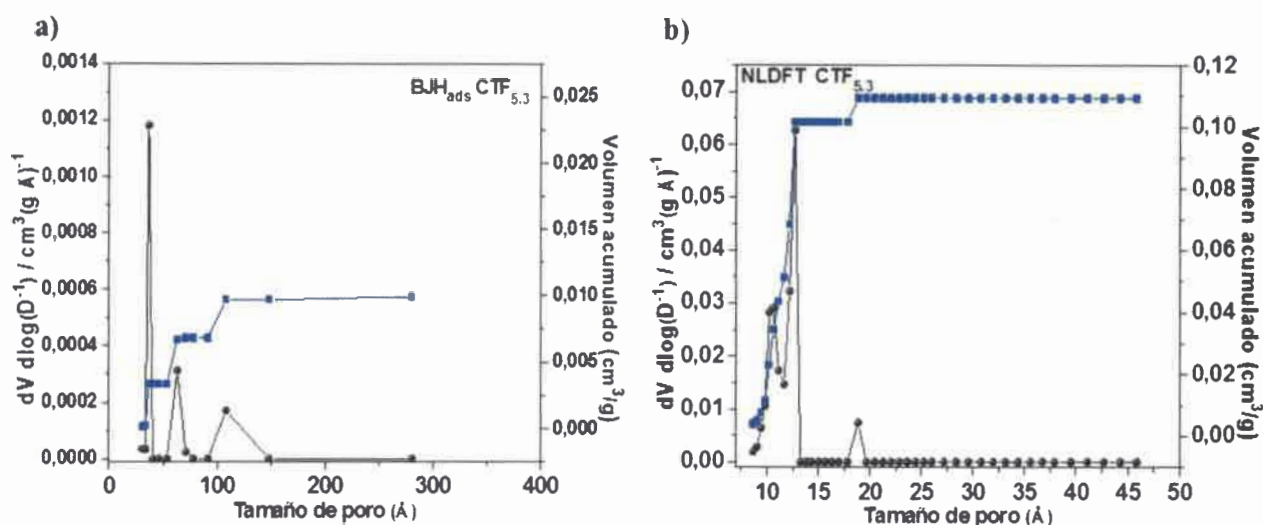 a)
0,0014
0,0012
0,0010
0,0008
0,0006
0,0004
0,0002
0,0000
dV dlog(D⁻¹) / cm³(g Å)⁻¹
BJH_ads CTF_5.3
0,025
0,020
0,015
0,010
0,005
0,000
Volumen acumulado (cm³/g)
0 100 200 300 400
Tamaño de poro (Å)
b)
0,07
0,06
0,05
0,04
0,03
0,02
0,01
0,00
dV dlog(D⁻¹) / cm³(g Å)⁻¹
NLDFT CTF_5.3
0,12
0,10
0,08
0,06
0,04
0,02
0,00
Volumen acumulado (cm³/g)
10 15 20 25 30 35 40 45 50
Tamaño de poro (Å)